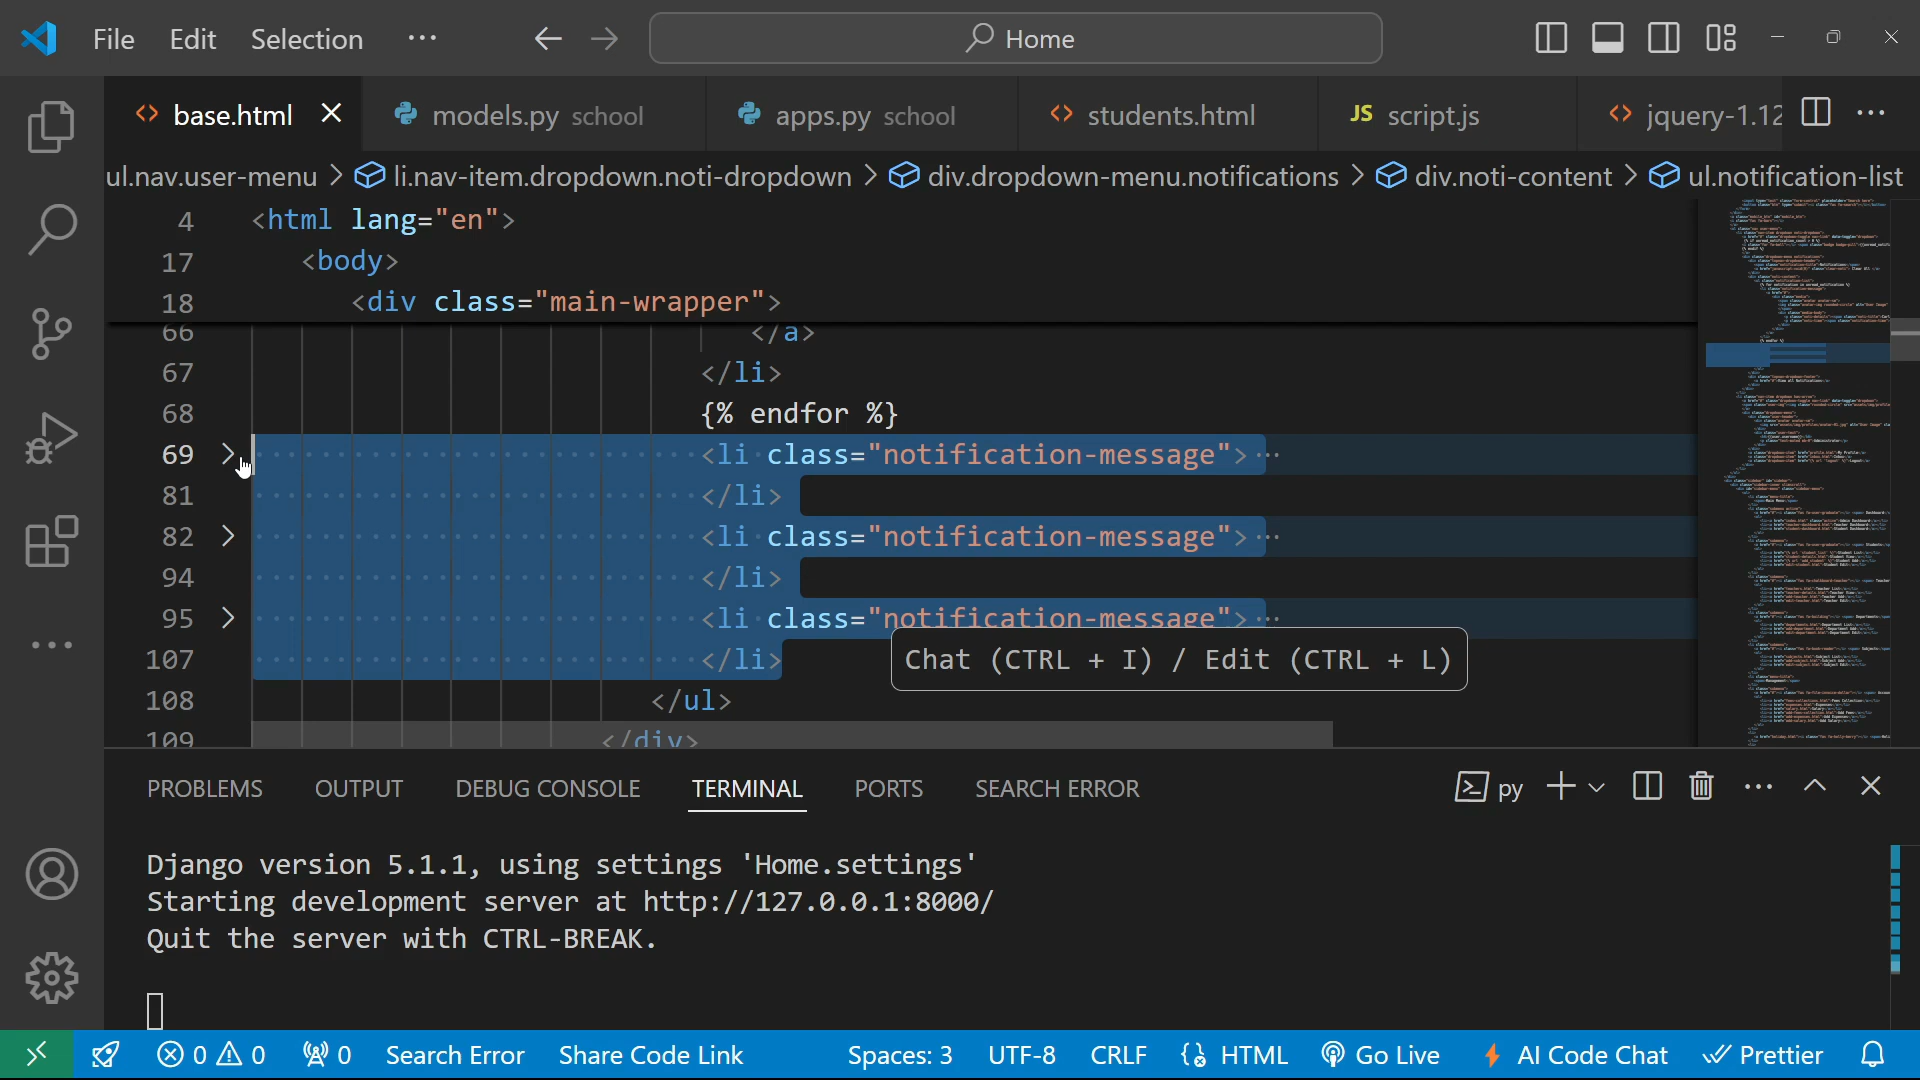 File Edit Selection ··· Home
base.html models.py school apps.py school students.html JS script.js jquery-1.12
ul.nav.user-menu > li.nav-item.dropdown.noti-dropdown > div.dropdown-menu.notifications > div.noti-content > ul.notification-list
4 <html lang="en">
17 <body>
18 <div class="main-wrapper">
66 </a>
67 </li>
68 {% endfor %}
69 <li class="notification-message">···
81 </li>
82 <li class="notification-message">···
94 </li>
95 <li class="notification-message">···
107 </li>
Chat (CTRL + I) / Edit (CTRL + L)
108 </ul>
109 </div>
PROBLEMS OUTPUT DEBUG CONSOLE TERMINAL PORTS SEARCH ERROR py
Django version 5.1.1, using settings 'Home.settings'
Starting development server at http://127.0.0.1:8000/
Quit the server with CTRL-BREAK.
0 0 0 Search Error Share Code Link Spaces: 3 UTF-8 CRLF HTML Go Live AI Code Chat Prettier